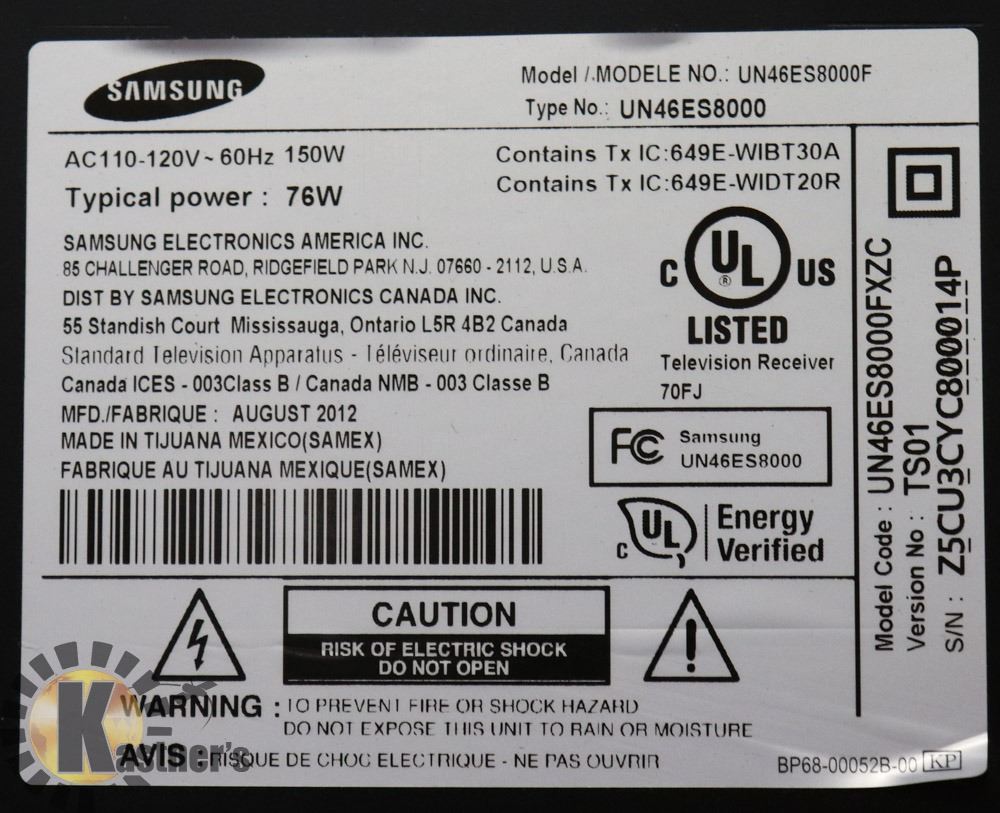 SAMSUNG
Model / MODELE NO.: UN46ES8000F
Type No.: UN46ES8000
AC110-120V~60Hz 150W
Typical power : 76W
Contains Tx IC:649E-WIBT30A
Contains Tx IC:649E-WIDT20R
SAMSUNG ELECTRONICS AMERICA INC.
85 CHALLENGER ROAD, RIDGEFIELD PARK N.J. 07660 - 2112, U.S.A.
DIST BY SAMSUNG ELECTRONICS CANADA INC.
55 Standish Court Mississauga, Ontario L5R 4B2 Canada
Standard Television Apparatus - Téléviseur ordinaire, Canada
Canada ICES - 003Class B / Canada NMB - 003 Classe B
MFD./FABRIQUE : AUGUST 2012
MADE IN TIJUANA MEXICO(SAMEX)
FABRIQUE AU TIJUANA MEXIQUE(SAMEX)
C UL ® US
LISTED
Television Receiver
70FJ
FC Samsung
UN46ES8000
C UL Energy
Verified
Model Code : UN46ES8000FXZC
Version No : TS01
S/N : Z5CU3CYC800014P
CAUTION
RISK OF ELECTRIC SHOCK
DO NOT OPEN
WARNING : TO PREVENT FIRE OR SHOCK HAZARD
DO NOT EXPOSE THIS UNIT TO RAIN OR MOISTURE
AVIS : RISQUE DE CHOC ELECTRIQUE - NE PAS OUVRIR
BP68-00052B-00 KP
Kastner's